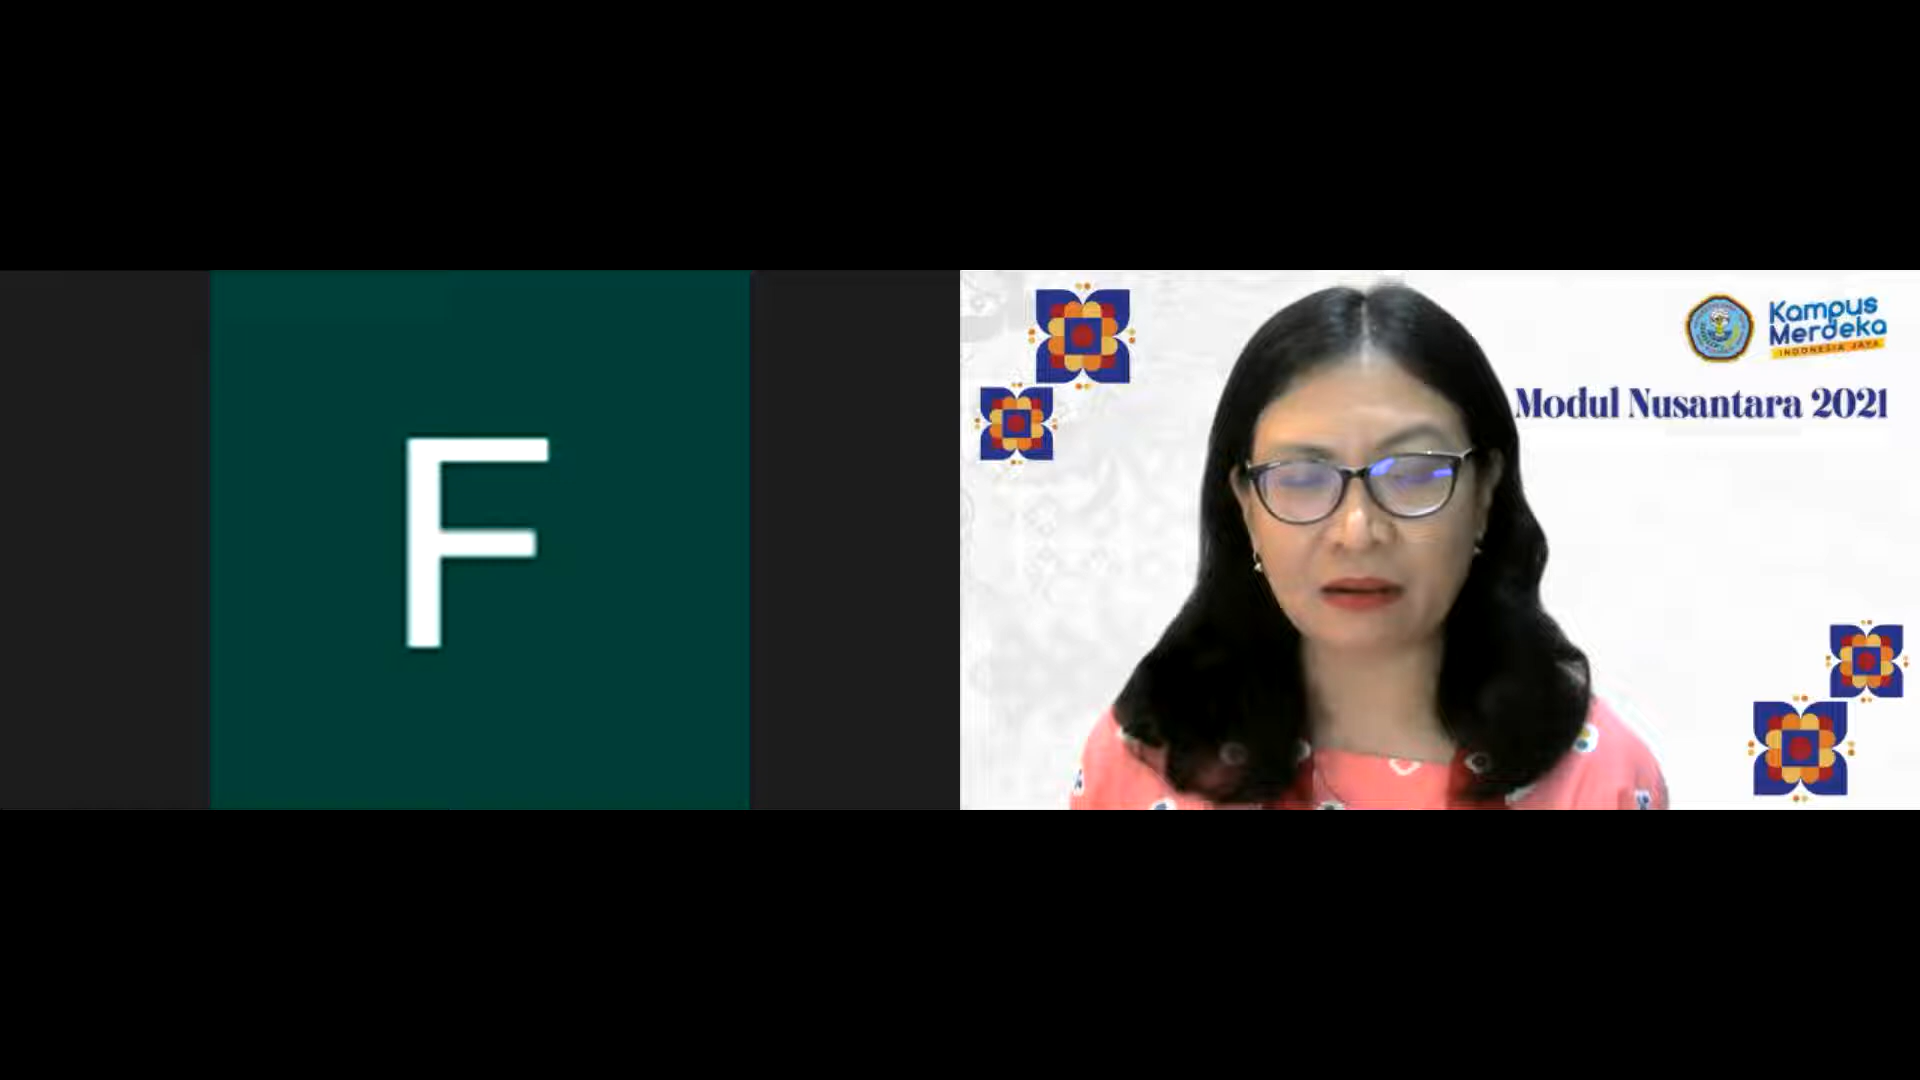 F
Kampus
Merdeka
INDONESIA JAYA
Modul Nusantara 2021